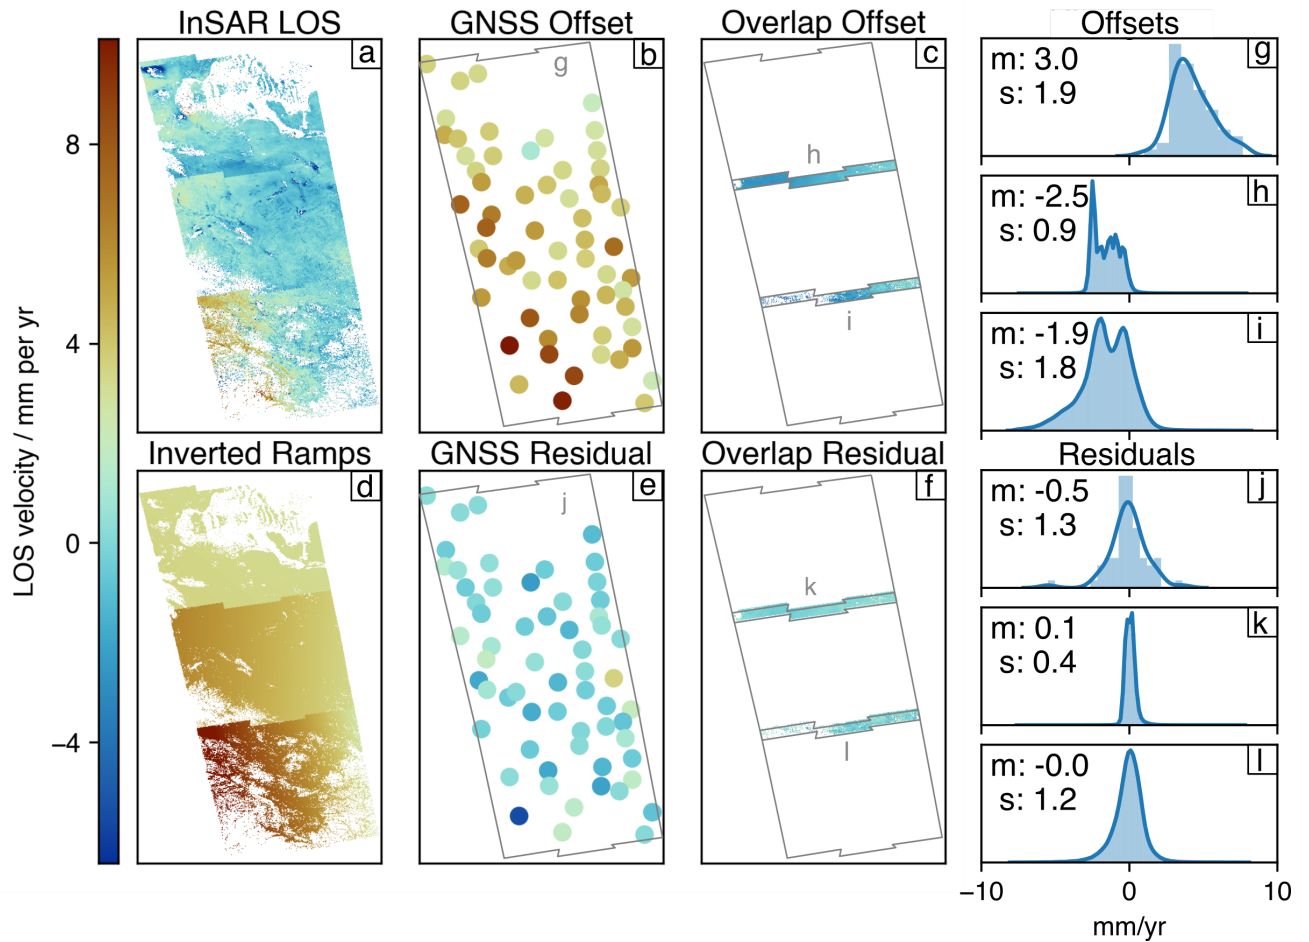 InSAR LOS
GNSS Offset
Overlap Offset
Offsets
a
b
c
g
g
h
i
m: 3.0
s: 1.9
h
m: -2.5
s: 0.9
i
m: -1.9
s: 1.8
LOS velocity / mm per yr
8
4
0
−4
Inverted Ramps
GNSS Residual
Overlap Residual
Residuals
d
e
f
j
j
k
l
m: -0.5
s: 1.3
k
m: 0.1
s: 0.4
l
m: -0.0
s: 1.2
−10
0
10
mm/yr